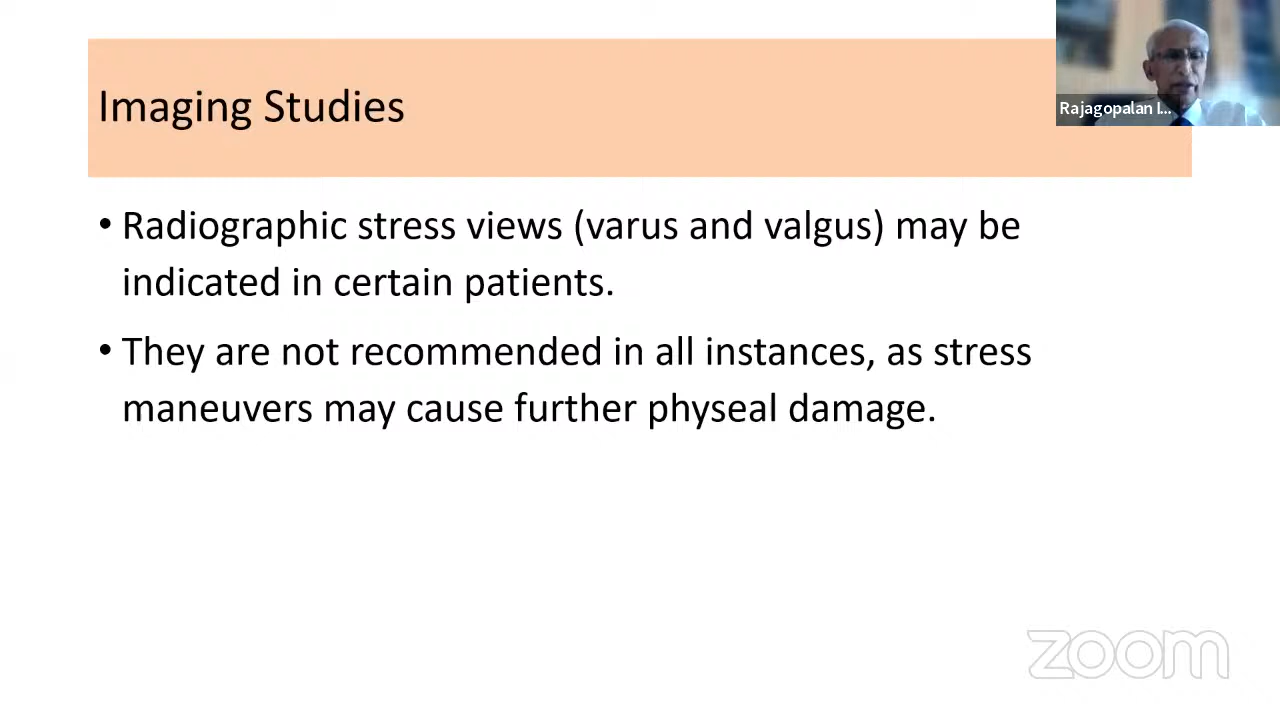 Imaging Studies
Rajagopalan I...
• Radiographic stress views (varus and valgus) may be
indicated in certain patients.
• They are not recommended in all instances, as stress
maneuvers may cause further physeal damage.
zoom